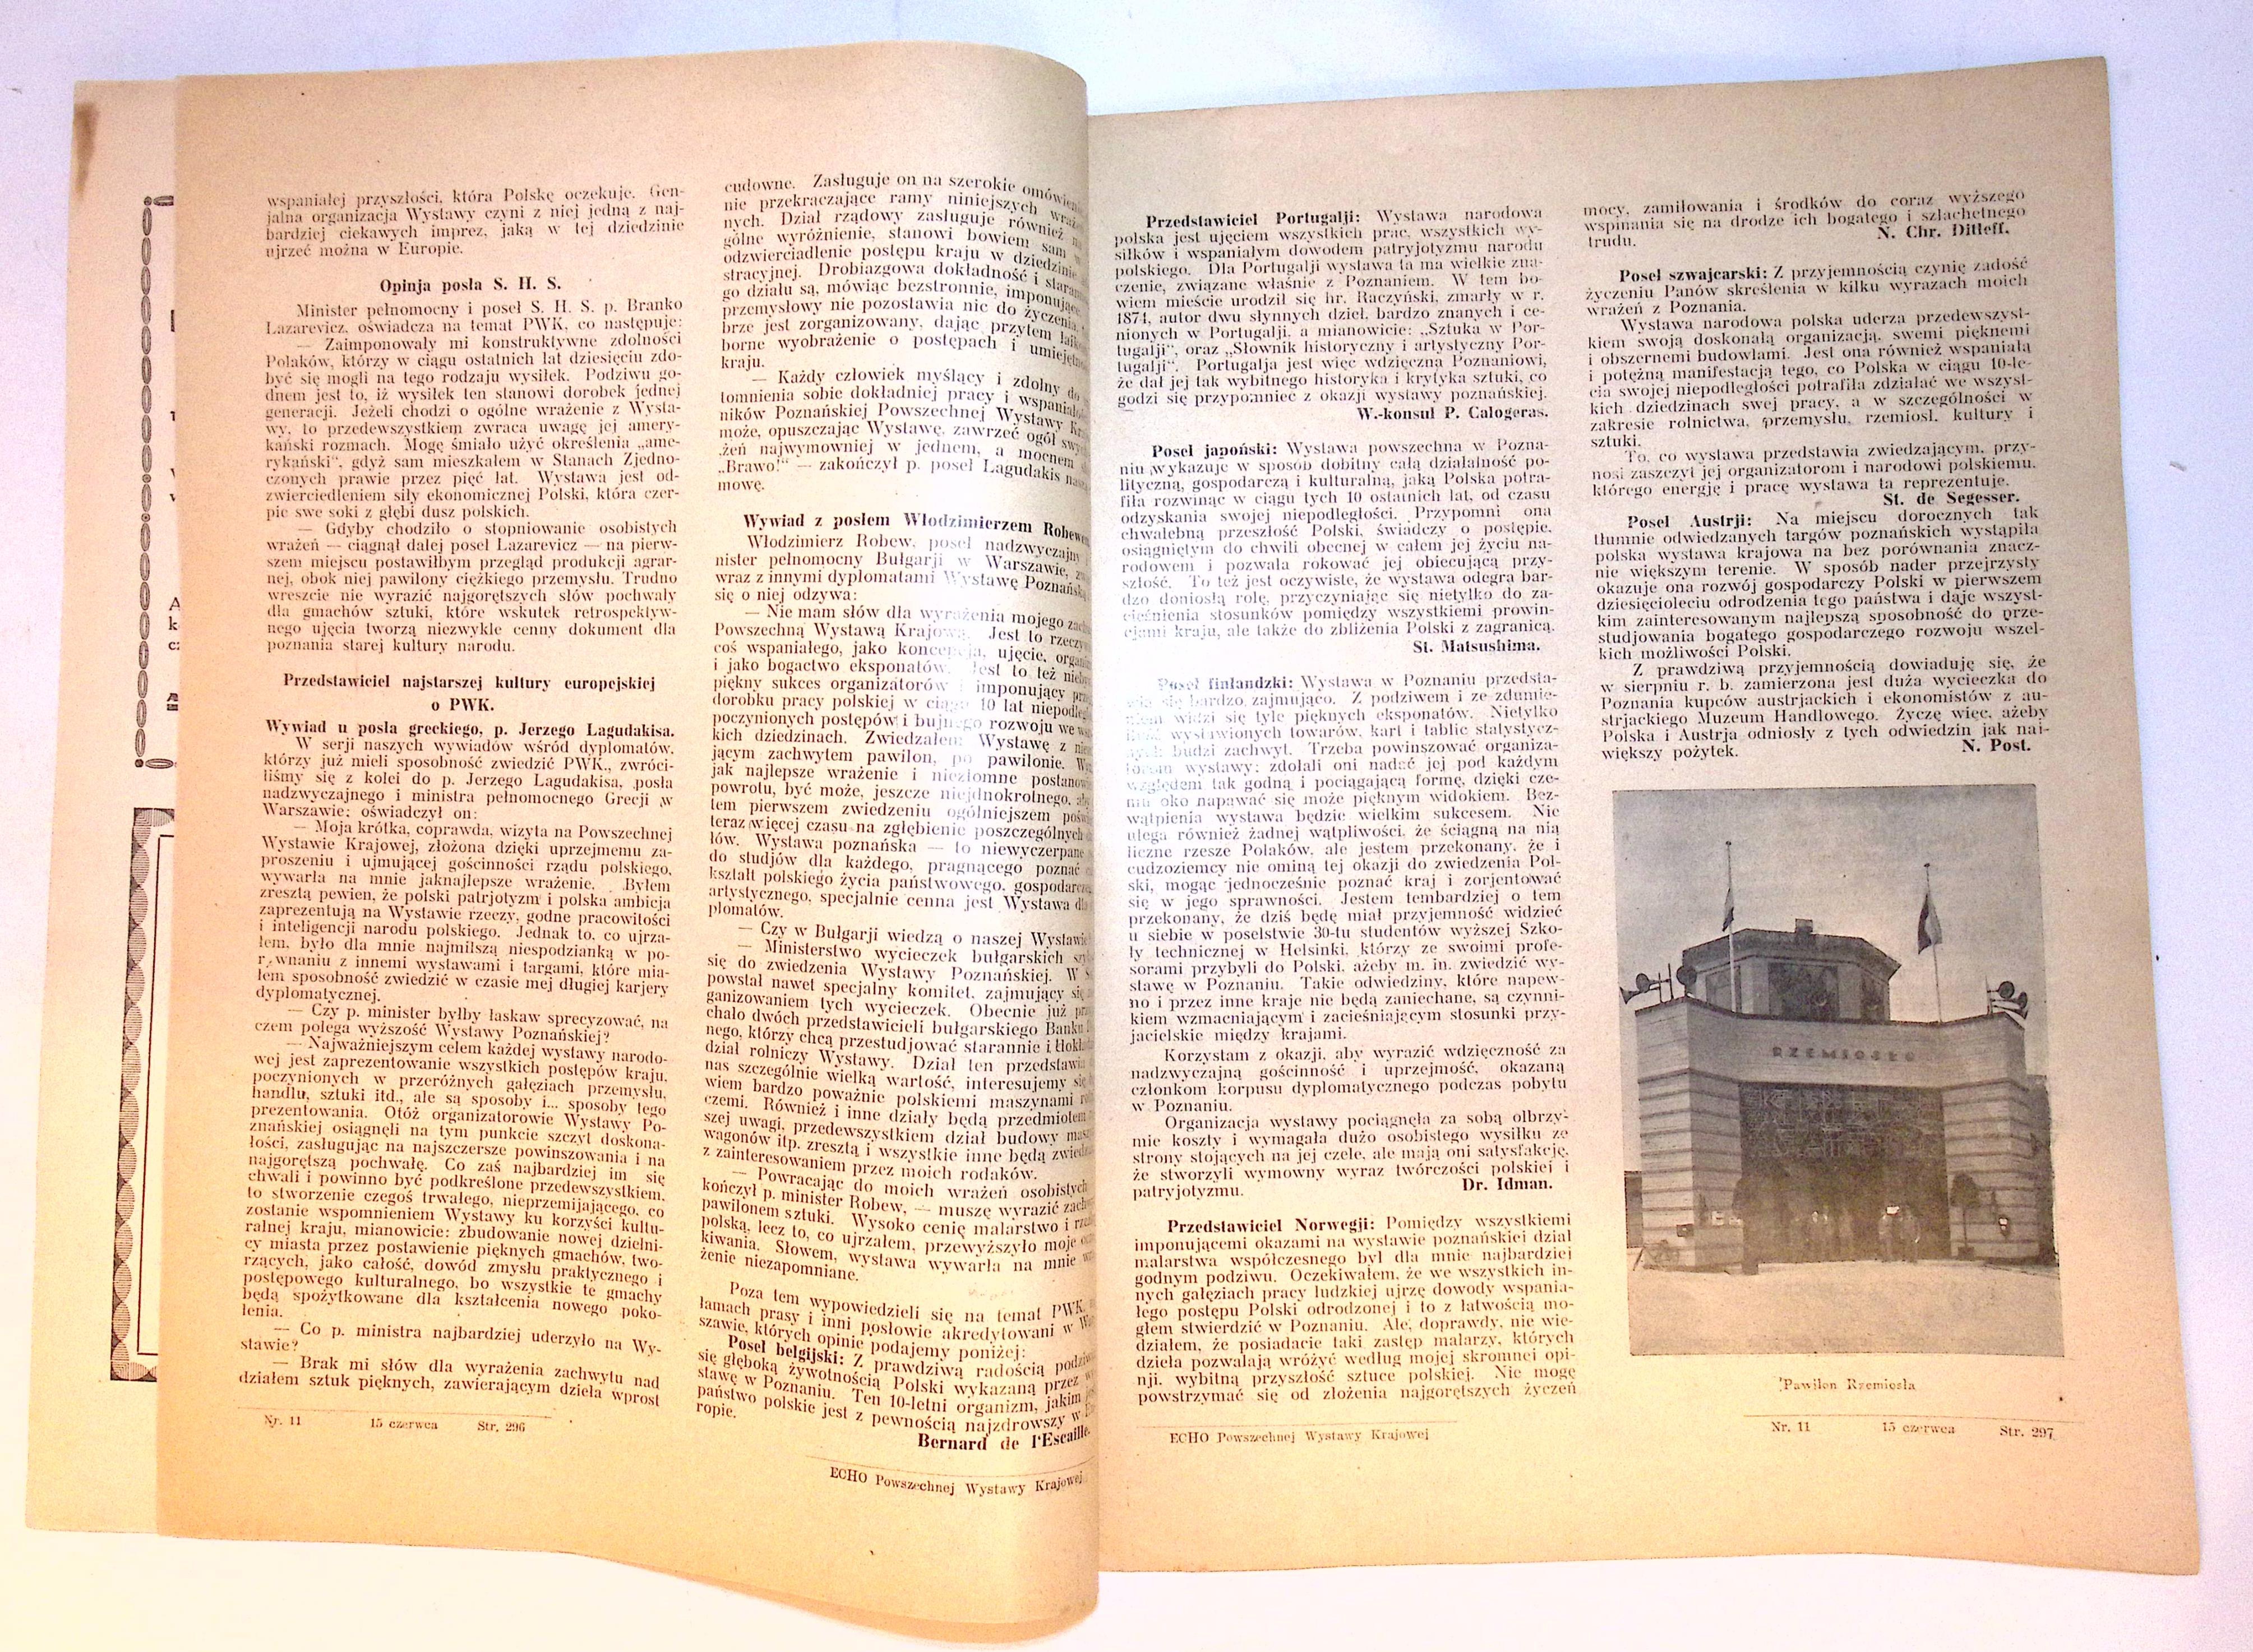 wspaniałej przyszłości, która Polskę oczekuje. Gen-
jalna organizacja Wystawy czyni z niej jedną z naj-
bardziej ciekawych imprez, jaką w tej dziedzinie
ujrzeć można w Europie.
Opinja posła S. H. S.
Minister pełnomocny i poseł S. H. S. p. Branko
Lazarevicz, oświadcza na temat PWK, co następuje:
— Zaimponowały mi konstruktywne zdolności
Polaków, którzy w ciągu ostatnich lat dziesięciu zdo-
być się mogli na tego rodzaju wysiłek. Podziwu go-
dnem jest to, iż wysiłek ten stanowi dorobek jednej
generacji. Jeżeli chodzi o ogólne wrażenie z Wysta-
wy, to przedewszystkiem zwraca uwagę jej amery-
kański rozmach. Mogę śmiało użyć określenia „ame-
rykański“, gdyż sam mieszkałem w Stanach Zjedno-
czonych prawie przez pięć lat. Wystawa jest od-
zwierciedleniem siły ekonomicznej Polski, która czer-
pie swe soki z głębi dusz polskich.
— Gdyby chodziło o stopniowanie osobistych
wrażeń — ciągnął dalej poseł Lazarevicz — na pierw-
szem miejscu postawiłbym przegląd produkcji agrar-
nej, obok niej pawilony ciężkiego przemysłu. Trudno
wreszcie nie wyrazić najgorętszych słów pochwały
dla gmachów sztuki, które wskutek retrospektyw-
nego ujęcia tworzą niezwykle cenny dokument dla
poznania starej kultury narodu.
Przedstawiciel najstarszej kultury europejskiej
o PWK.
Wywiad u posła greckiego, p. Jerzego Lagudakisa.
W serji naszych wywiadów wśród dyplomatów,
którzy już mieli sposobność zwiedzić PWK., zwróci-
liśmy się z kolei do p. Jerzego Lagudakisa, posła
nadzwyczajnego i ministra pełnomocnego Grecji w
Warszawie; oświadczył on:
— Moja krótka, coprawda, wizyta na Powszechnej
Wystawie Krajowej, złożona dzięki uprzejmemu za-
proszeniu i ujmującej gościnności rządu polskiego,
wywarła na mnie jaknajlepsze wrażenie. Byłem
zresztą pewien, że polski patrjotyzm i polska ambicja
zaprezentują na Wystawie rzeczy, godne pracowitości
i inteligencji narodu polskiego. Jednak to, co ujrza-
łem, było dla mnie najmilszą niespodzianką w po-
równaniu z innemi wystawami i targami, które mia-
łem sposobność zwiedzić w czasie mej długiej karjery
dyplomatycznej.
— Czy p. minister byłby łaskaw sprecyzować, na
czem polega wyższość Wystawy Poznańskiej?
— Najważniejszym celem każdej wystawy narodo-
wej jest zaprezentowanie wszystkich postępów kraju,
poczynionych w przeróżnych gałęziach przemysłu,
handlu, sztuki itd., ale są sposoby i... sposoby tego
prezentowania. Otóż organizatorowie Wystawy Po-
znańskiej osiągnęli na tym punkcie szczyt doskona-
łości, zasługując na najszczersze powinszowania i na
najgorętszą pochwałę. Co zaś najbardziej im się
chwali i powinno być podkreślone przedewszystkiem,
to stworzenie czegoś trwałego, nieprzemijającego, co
zostanie wspomnieniem Wystawy ku korzyści kultu-
ralnej kraju, mianowicie: zbudowanie nowej dzielni-
cy miasta przez postawienie pięknych gmachów, two-
rzących, jako całość, dowód zmysłu praktycznego i
postępowego kulturalnego, bo wszystkie te gmachy
będą spożytkowane dla kształcenia nowego poko-
lenia.
— Co p. ministra najbardziej uderzyło na Wy-
stawie?
— Brak mi słów dla wyrażenia zachwytu nad
działem sztuk pięknych, zawierającym dzieła wprost
Nr. 11 15 czerwca Str. 296
cudowne. Zasługuje on na szerokie omówienie
nie przekraczające ramy niniejszych
nych. Dział rządowy zasługuje również
gólne wyróżnienie, stanowi bowiem sam
odzwierciedlenie postępu kraju w dziedzinie
stracyjnej. Drobiazgowa dokładność i
go działu są, mówiąc bezstronnie,
przemysłowy nie pozostawia nic do życzenia,
brze jest zorganizowany, dając przytem
borne wyobrażenie o postępach i
kraju.
— Każdy człowiek myślący i zdolny do
tomnienia sobie dokładniej pracy i
ników Poznańskiej Powszechnej Wystawy
może, opuszczając Wystawę, zawrzeć ogół
żeń najwymowniej w jednem, a mocnem
„Brawo!“ — zakończył p. poseł Lagudakis
mowę.
Wywiad z posłem Włodzimierzem
Włodzimierz Robew, poseł nadzwyczajny
nister pełnomocny Bułgarji w Warszawie,
wraz z innymi dyplomatami Wystawę
się o niej odzywa:
— Nie mam słów dla wyrażenia mojego
Powszechną Wystawą Krajową. Jest to
coś wspaniałego, jako koncepcja, ujęcie,
i jako bogactwo eksponatów. Jest to też
piękny sukces organizatorów i imponujący
dorobku pracy polskiej w ciągu 10 lat
poczynionych postępów i bujnego rozwoju we
kich dziedzinach. Zwiedzałem Wystawę z
jącym zachwytem pawilon, po pawilonie.
jak najlepsze wrażenie i niezłomne
powrotu, być może, jeszcze niejdnokrotnego,
tem pierwszem zwiedzeniu ogólniejszem
teraz więcej czasu na zgłębienie poszczególnych
łów. Wystawa poznańska — to niewyczerpane
do studjów dla każdego, pragnącego poznać
kształt polskiego życia państwowego,
artystycznego, specjalnie cenna jest Wystawa
plomatów.
— Czy w Bułgarji wiedzą o naszej
— Ministerstwo wycieczek bułgarskich
się do zwiedzenia Wystawy Poznańskiej. W
powstał nawet specjalny komitet, zajmujący się
ganizowaniem tych wycieczek. Obecnie już
chało dwóch przedstawicieli bułgarskiego Banku
nego, którzy chcą przestudjować starannie i
dział rolniczy Wystawy. Dział ten przedstawia
nas szczególnie wielką wartość, interesujemy się
wiem bardzo poważnie polskiemi maszynami
czemi. Również i inne działy będą przedmiotem
szej uwagi, przedewszystkiem dział budowy
wagonów itp. zresztą i wszystkie inne będą
z zainteresowaniem przez moich rodaków.
— Powracając do moich wrażeń osobistych
kończył p. minister Robew, — muszę wyrazić
pawilonem sztuki. Wysoko cenię malarstwo i
polską, lecz to, co ujrzałem, przewyższyło moje
kiwania. Słowem, wystawa wywarła na mnie
żenie niezapomniane.
Poza tem wypowiedzieli się na temat PWK.
łamach prasy i inni posłowie akredytowani w
szawie, których opinie podajemy poniżej:
Poseł belgijski: Z prawdziwą radością
się głęboką żywotnością Polski wykazaną przez
stawę w Poznaniu. Ten 10-letni organizm, jakim
państwo polskie jest z pewnością najzdrowszy w
ropie.
Bernard de l'Escaille.
ECHO Powszechnej Wystawy Krajowej
Przedstawiciel Portugalji: Wystawa narodowa
polska jest ujęciem wszystkich prac, wszystkich wy-
siłków i wspaniałym dowodem patryjotyzmu narodu
polskiego. Dla Portugalji wystawa ta ma wielkie zna-
czenie, związane właśnie z Poznaniem. W tem bo-
wiem mieście urodził się hr. Raczyński, zmarły w r.
1874, autor dwu słynnych dzieł, bardzo znanych i ce-
nionych w Portugalji, a mianowicie: „Sztuka w Por-
tugalji“, oraz „Słownik historyczny i artystyczny Por-
tugalji“. Portugalja jest więc wdzięczna Poznaniowi,
że dał jej tak wybitnego historyka i krytyka sztuki, co
godzi się przypomnieć z okazji wystawy poznańskiej.
W.-konsul P. Calogeras.
Poseł japoński: Wystawa powszechna w Pozna-
niu wykazuje w sposób dobitny całą działalność po-
lityczną, gospodarczą i kulturalną, jaką Polska potra-
fiła rozwinąć w ciągu tych 10 ostatnich lat, od czasu
odzyskania swojej niepodległości. Przypomni ona
chwalebną przeszłość Polski, świadczy o postępie,
osiągniętym do chwili obecnej w całem jej życiu na-
rodowem i pozwala rokować jej obiecującą przy-
szłość. To też jest oczywiste, że wystawa odegra bar-
dzo doniosłą rolę, przyczyniając się nietylko do za-
cieśnienia stosunków pomiędzy wszystkiemi prowin-
cjami kraju, ale także do zbliżenia Polski z zagranicą.
St. Matsushima.
Poseł finlandzki: Wystawa w Poznaniu przedsta-
wia się bardzo zajmująco. Z podziwem i ze zdumie-
niem widzi się tyle pięknych eksponatów. Nietylko
ilość wystawionych towarów, kart i tablic statystycz-
nych budzi zachwyt. Trzeba powinszować organiza-
torom wystawy; zdołali oni nadać jej pod każdym
względem tak godną i pociągającą formę, dzięki cze-
mu oko napawać się może pięknym widokiem. Bez-
wątpienia wystawa będzie wielkim sukcesem. Nie
ulega również żadnej wątpliwości, że ściągną na nią
liczne rzesze Polaków, ale jestem przekonany, że i
cudzoziemcy nie ominą tej okazji do zwiedzenia Pol-
ski, mogąc jednocześnie poznać kraj i zorjentować
się w jego sprawności. Jestem tembardziej o tem
przekonany, że dziś będę miał przyjemność widzieć
u siebie w poselstwie 30-tu studentów wyższej Szko-
ły technicznej w Helsinki, którzy ze swoimi profe-
sorami przybyli do Polski, ażeby m. in. zwiedzić wy-
stawę w Poznaniu. Takie odwiedziny, które napew-
no i przez inne kraje nie będą zaniechane, są czynni-
kiem wzmacniającym i zacieśniającym stosunki przy-
jacielskie między krajami.
Korzystam z okazji, aby wyrazić wdzięczność za
nadzwyczajną gościnność i uprzejmość, okazaną
członkom korpusu dyplomatycznego podczas pobytu
w Poznaniu.
Organizacja wystawy pociągnęła za sobą olbrzy-
mie koszty i wymagała dużo osobistego wysiłku ze
strony stojących na jej czele, ale mają oni satysfakcję,
że stworzyli wymowny wyraz twórczości polskiej i
patryjotyzmu. Dr. Idman.
Przedstawiciel Norwegji: Pomiędzy wszystkiemi
imponującemi okazami na wystawie poznańskiej dział
malarstwa współczesnego był dla mnie najbardziej
godnym podziwu. Oczekiwałem, że we wszystkich in-
nych gałęziach pracy ludzkiej ujrzę dowody wspania-
łego postępu Polski odrodzonej i to z łatwością mo-
głem stwierdzić w Poznaniu. Ale, doprawdy, nie wie-
działem, że posiadacie taki zastęp malarzy, których
dzieła pozwalają wróżyć według mojej skromnej opi-
nji, wybitną przyszłość sztuce polskiej. Nie mogę
powstrzymać się od złożenia najgorętszych życzeń
ECHO Powszechnej Wystawy Krajowej
mocy, zamiłowania i środków do coraz wyższego
wspinania się na drodze ich bogatego i szlachetnego
trudu. N. Chr. Ditleff.
Poseł szwajcarski: Z przyjemnością czynię zadość
życzeniu Panów skreślenia w kilku wyrazach moich
wrażeń z Poznania.
Wystawa narodowa polska uderza przedewszyst-
kiem swoją doskonałą organizacją, swemi pięknemi
i obszernemi budowlami. Jest ona również wspaniałą
i potężną manifestacją tego, co Polska w ciągu 10-le-
cia swojej niepodległości potrafiła zdziałać we wszyst-
kich dziedzinach swej pracy, a w szczególności w
zakresie rolnictwa, przemysłu, rzemiosł, kultury i
sztuki.
To, co wystawa przedstawia zwiedzającym, przy-
nosi zaszczyt jej organizatorom i narodowi polskiemu,
którego energję i pracę wystawa ta reprezentuje.
St. de Segesser.
Poseł Austrji: Na miejscu dorocznych tak
tłumnie odwiedzanych targów poznańskich wystąpiła
polska wystawa krajowa na bez porównania znacz-
nie większym terenie. W sposób nader przejrzysty
okazuje ona rozwój gospodarczy Polski w pierwszem
dziesięcioleciu odrodzenia tego państwa i daje wszyst-
kim zainteresowanym najlepszą sposobność do prze-
studjowania bogatego gospodarczego rozwoju wszel-
kich możliwości Polski.
Z prawdziwą przyjemnością dowiaduję się, że
w sierpniu r. b. zamierzona jest duża wycieczka do
Poznania kupców austrjackich i ekonomistów z au-
strjackiego Muzeum Handlowego. Życzę więc, ażeby
Polska i Austrja odniosły z tych odwiedzin jak naj-
większy pożytek. N. Post.
RZEMIOSŁO
Pawilon Rzemiosła
Nr. 11 15 czerwca Str. 297